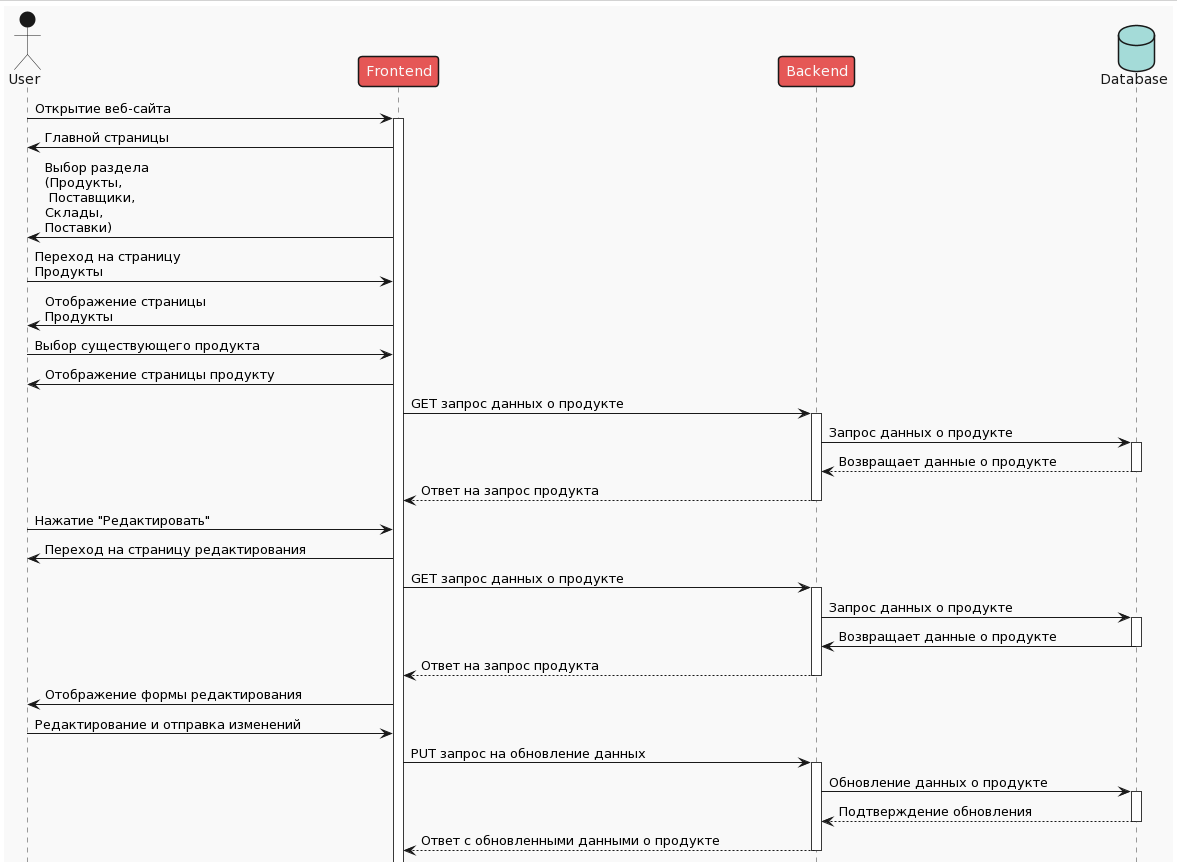 User
Frontend
Backend
Database
Открытие веб-сайта
Главной страницы
Выбор раздела
(Продукты,
Поставщики,
Склады,
Поставки)
Переход на страницу
Продукты
Отображение страницы
Продукты
Выбор существующего продукта
Отображение страницы продукту
GET запрос данных о продукте
Запрос данных о продукте
Возвращает данные о продукте
Ответ на запрос продукта
Нажатие "Редактировать"
Переход на страницу редактирования
GET запрос данных о продукте
Запрос данных о продукте
Возвращает данные о продукте
Ответ на запрос продукта
Отображение формы редактирования
Редактирование и отправка изменений
PUT запрос на обновление данных
Обновление данных о продукте
Подтверждение обновления
Ответ с обновленными данными о продукте